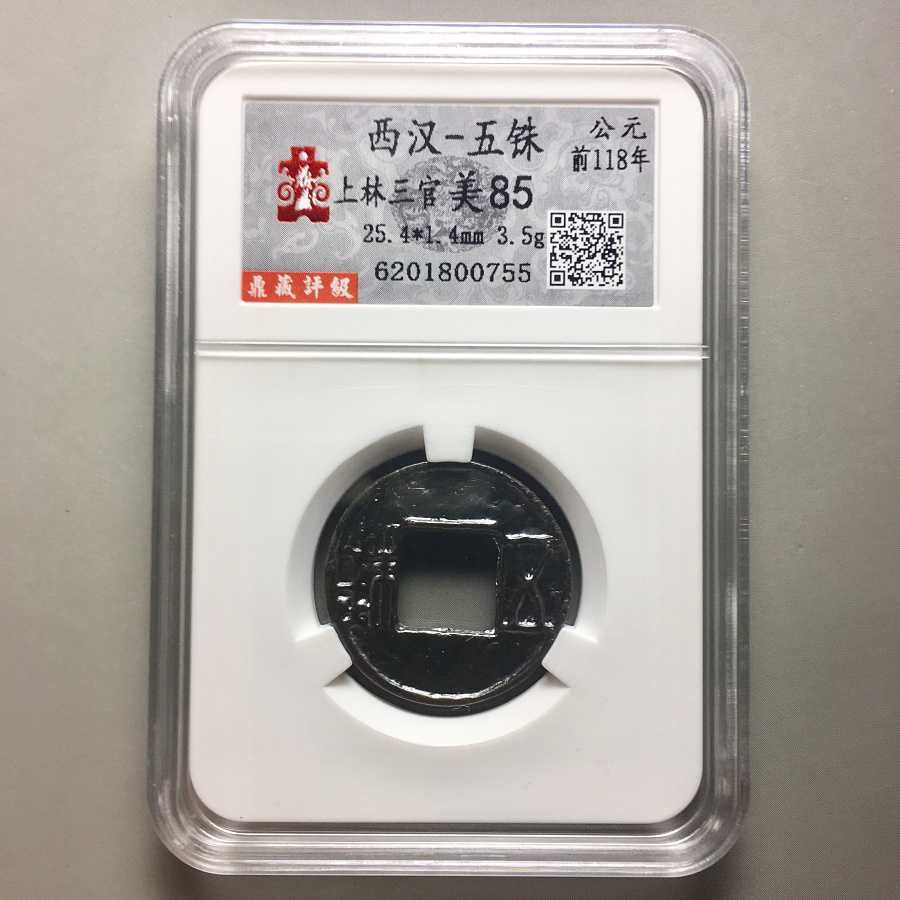 西汉-五铢
公元
前118年
上林三官 美85
25.4*1.4mm 3.5g
6201800755
鼎藏評級
五銖